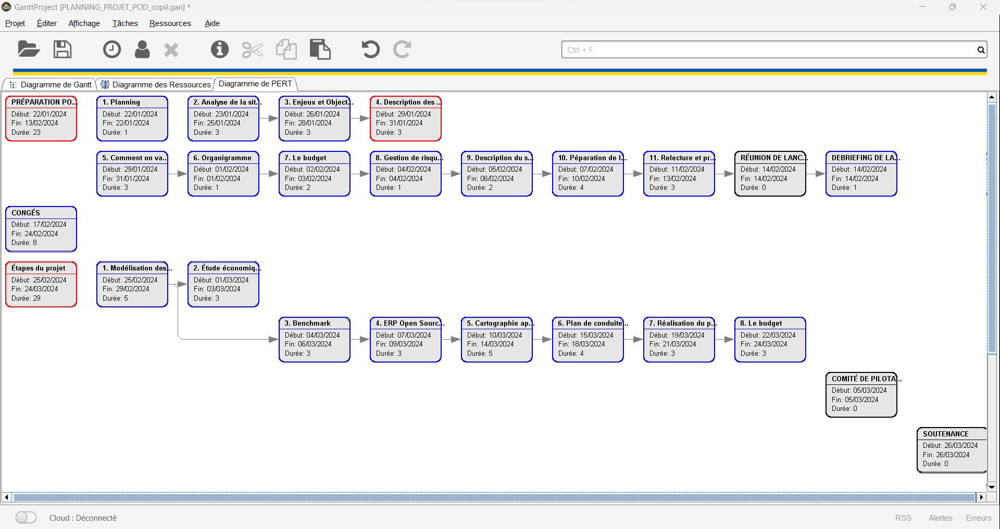 GanttProject [PLANNING_PROJET_POD_copil.gan] *
Projet Éditer Affichage Tâches Ressources Aide
Ctrl + F
Diagramme de Gantt Diagramme des Ressources Diagramme de PERT
PRÉPARATION PO...
Début: 22/01/2024
Fin: 13/02/2024
Durée: 23
1. Planning
Début: 22/01/2024
Fin: 22/01/2024
Durée: 1
2. Analyse de la sit...
Début: 23/01/2024
Fin: 25/01/2024
Durée: 3
3. Enjeux et Object...
Début: 26/01/2024
Fin: 28/01/2024
Durée: 3
4. Description des ...
Début: 29/01/2024
Fin: 31/01/2024
Durée: 3
5. Comment on va...
Début: 29/01/2024
Fin: 31/01/2024
Durée: 3
6. Organigramme
Début: 01/02/2024
Fin: 01/02/2024
Durée: 1
7. Le budget
Début: 02/02/2024
Fin: 03/02/2024
Durée: 2
8. Gestion de risqu...
Début: 04/02/2024
Fin: 04/02/2024
Durée: 1
9. Description du s...
Début: 05/02/2024
Fin: 06/02/2024
Durée: 2
10. Péparation de l...
Début: 07/02/2024
Fin: 10/02/2024
Durée: 4
11. Relecture et pr...
Début: 11/02/2024
Fin: 13/02/2024
Durée: 3
RÉUNION DE LANC...
Début: 14/02/2024
Fin: 14/02/2024
Durée: 0
DEBRIEFING DE LA...
Début: 14/02/2024
Fin: 14/02/2024
Durée: 1
CONGÉS
Début: 17/02/2024
Fin: 24/02/2024
Durée: 8
Étapes du projet
Début: 25/02/2024
Fin: 24/03/2024
Durée: 29
1. Modélisation des...
Début: 25/02/2024
Fin: 29/02/2024
Durée: 5
2. Étude économiq...
Début: 01/03/2024
Fin: 03/03/2024
Durée: 3
3. Benchmark
Début: 04/03/2024
Fin: 06/03/2024
Durée: 3
4. ERP Open Sourc...
Début: 07/03/2024
Fin: 09/03/2024
Durée: 3
5. Cartographie ap...
Début: 10/03/2024
Fin: 14/03/2024
Durée: 5
6. Plan de conduite...
Début: 15/03/2024
Fin: 18/03/2024
Durée: 4
7. Réalisation du p...
Début: 19/03/2024
Fin: 21/03/2024
Durée: 3
8. Le budget
Début: 22/03/2024
Fin: 24/03/2024
Durée: 3
COMITÉ DE PILOTA...
Début: 05/03/2024
Fin: 05/03/2024
Durée: 0
SOUTENANCE
Début: 26/03/2024
Fin: 26/03/2024
Durée: 0
Cloud : Déconnecté
RSS Alertes Erreurs